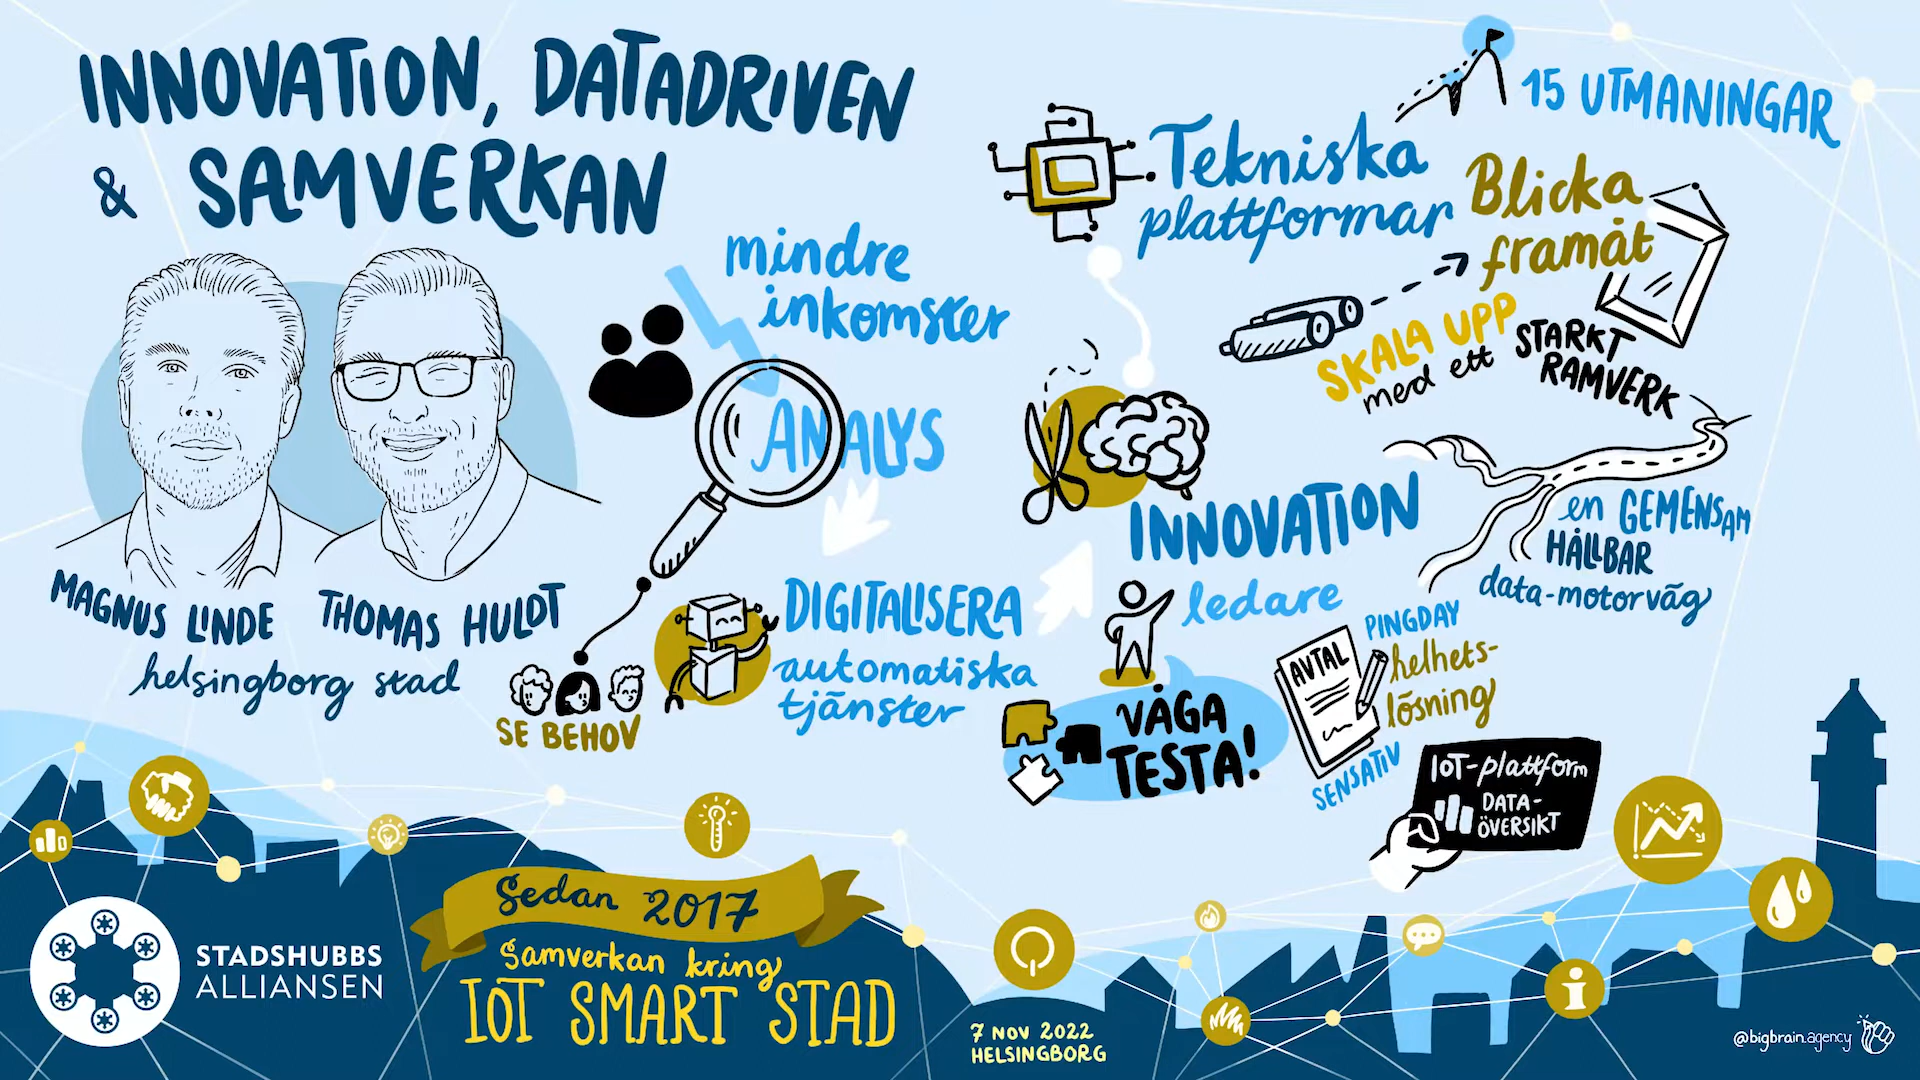 INNOVATION, DATADRIVEN
& SAMVERKAN
MAGNUS LINDE
THOMAS HULDT
helsingborg stad
mindre
inkomster
ANALYS
SE BEHOV
DIGITALISERA
automatiska
tjänster
Tekniska
plattformar
15 UTMANINGAR
Blicka
framåt
SKALA UPP
med ett STARKT
RAMVERK
INNOVATION
ledare
VÅGA
TESTA!
en GEMENSAM
HÅLLBAR
data-motorväg
AVTAL
PINGDAY
helhets-
lösning
SENSATIV
IoT-plattform
DATA-
ÖVERSIKT
STADSHUBBS
ALLIANSEN
Sedan 2017
Samverkan kring
IOT SMART STAD
7 NOV 2022
HELSINGBORG
@bigbrain.agency